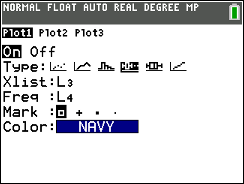 NORMAL FLOAT AUTO REAL DEGREE MP
Plot1 Plot2 Plot3
On Off
Type:
Xlist:L3
Freq :L4
Mark : + . .
Color: NAVY